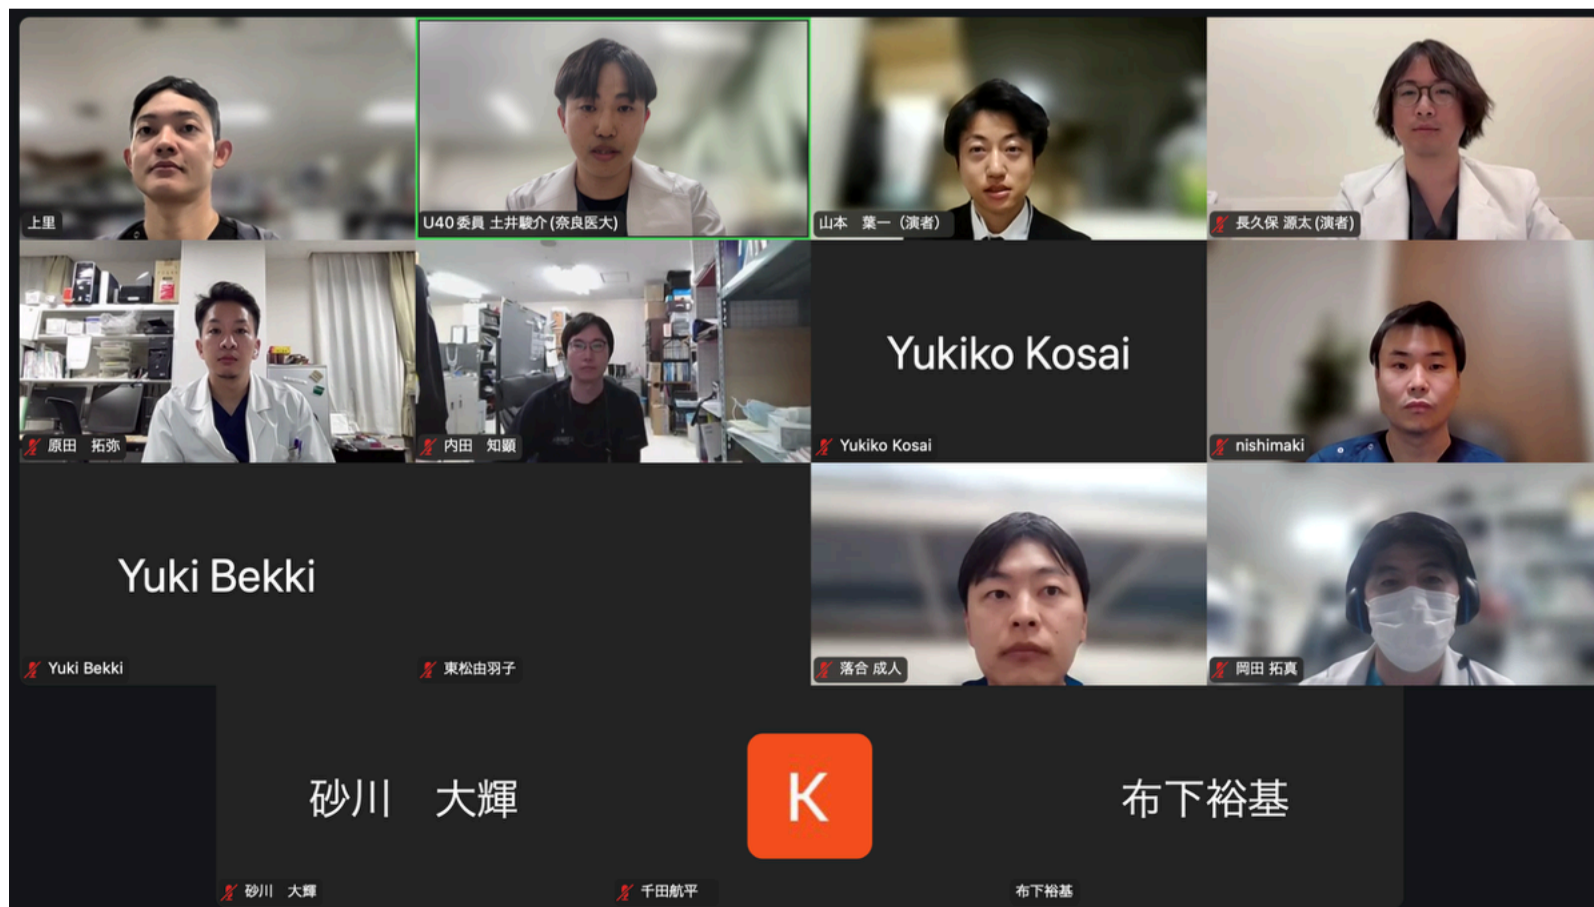 上里
U40委員 土井駿介(奈良医大)
山本　葉一（演者）
長久保 源太(演者)
原田　拓弥
内田　知顕
Yukiko Kosai
Yukiko Kosai
nishimaki
Yuki Bekki
Yuki Bekki
東松由羽子
落合 成人
岡田 拓真
砂川　大輝
K
布下裕基
砂川　大輝
千田航平
布下裕基